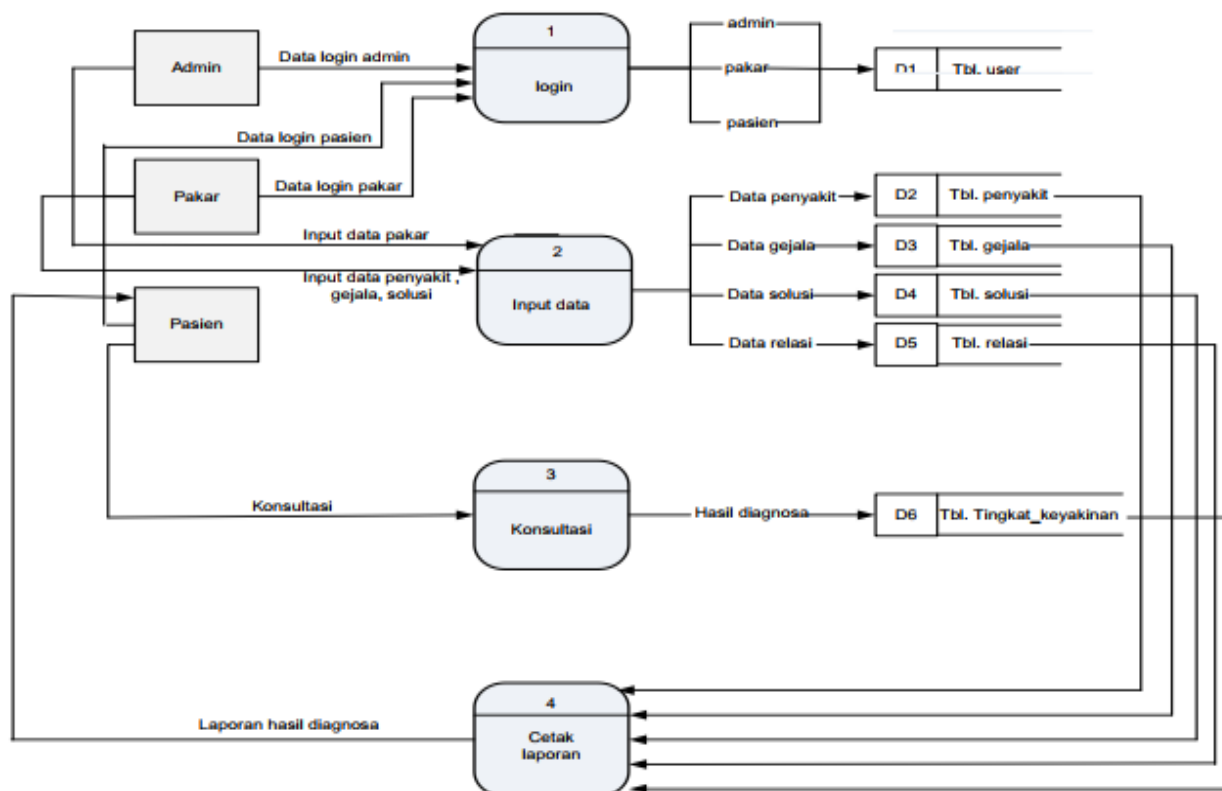 1
admin
Admin
Data login admin
login
pakar
D1 Tbl. user
pasien
Data login pasien
Pakar
Data login pakar
Data penyakit
D2 Tbl. penyakit
Input data pakar
2
Data gejala
D3 Tbl. gejala
Input data penyakit ,
gejala, solusi
Input data
Data solusi
D4 Tbl. solusi
Pasien
Data relasi
D5 Tbl. relasi
3
Konsultasi
Konsultasi
Hasil diagnosa
D6 Tbl. Tingkat_keyakinan
4
Laporan hasil diagnosa
Cetak
laporan